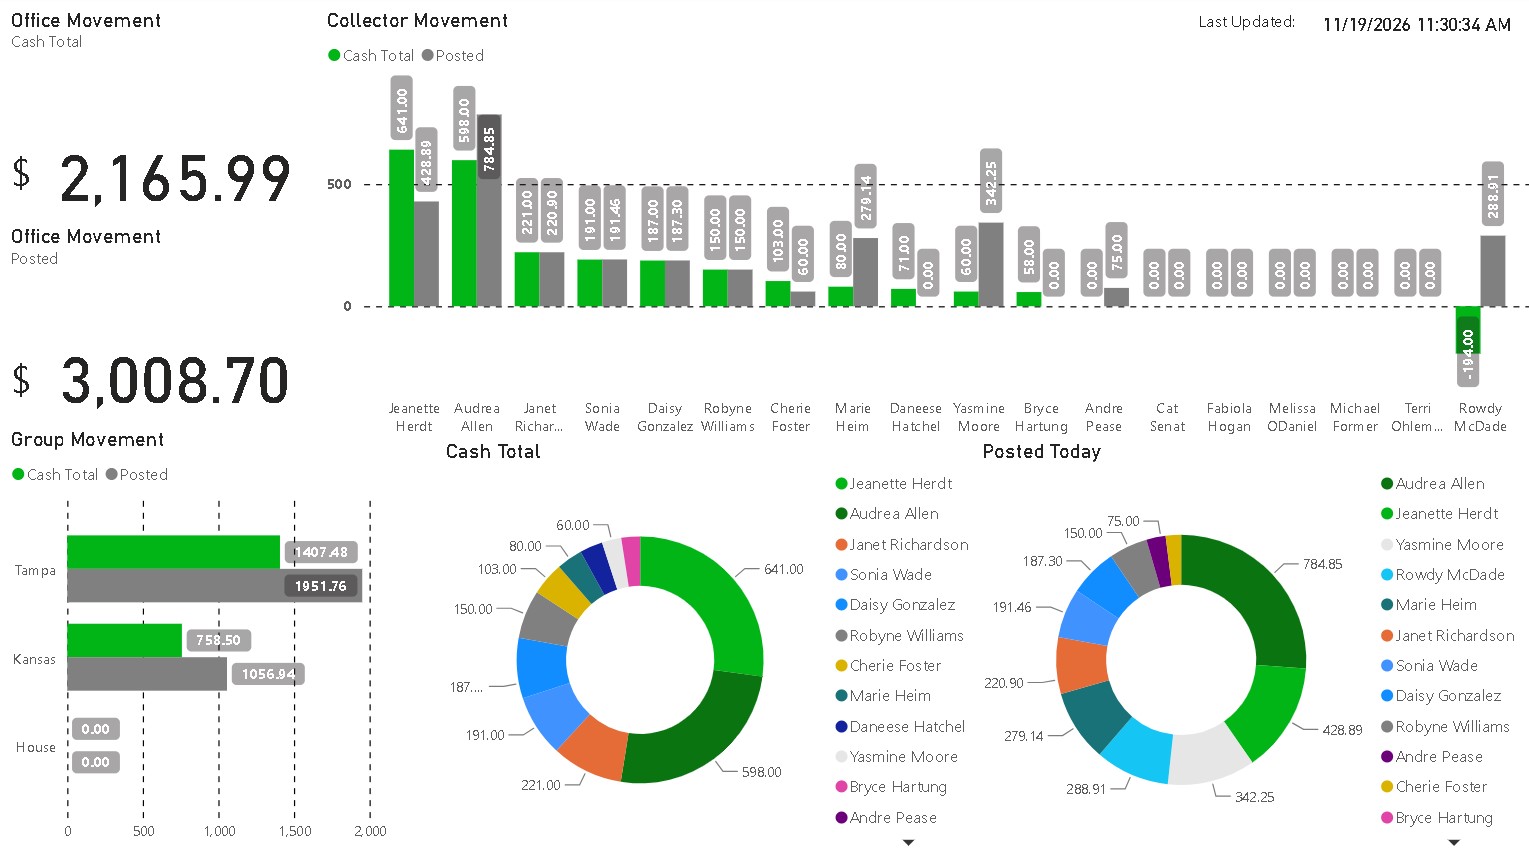 Office Movement
Cash Total
$ 2,165.99
Office Movement
Posted
$ 3,008.70
Collector Movement
Cash Total Posted
Last Updated: 11/19/2026 11:30:34 AM
500
0
641.00 428.89
598.00 784.85
221.00 220.90
191.00 191.46
187.00 187.30
150.00 150.00
103.00 60.00
80.00 279.14
71.00 0.00
60.00 342.25
58.00 0.00
0.00 75.00
0.00 0.00
0.00 0.00
0.00 0.00
0.00 0.00
0.00 0.00
-194.00 288.91
Jeanette Herdt
Audrea Allen
Janet Richar...
Sonia Wade
Daisy Gonzalez
Robyne Williams
Cherie Foster
Marie Heim
Daneese Hatchel
Yasmine Moore
Bryce Hartung
Andre Pease
Cat Senat
Fabiola Hogan
Melissa ODaniel
Michael Former
Terri Ohlem...
Rowdy McDade
Group Movement
Cash Total Posted
Tampa
1407.48
1951.76
Kansas
758.50
1056.94
House
0.00
0.00
0 500 1,000 1,500 2,000
Cash Total
641.00
598.00
221.00
191.00
187....
150.00
103.00
80.00
60.00
Jeanette Herdt
Audrea Allen
Janet Richardson
Sonia Wade
Daisy Gonzalez
Robyne Williams
Cherie Foster
Marie Heim
Daneese Hatchel
Yasmine Moore
Bryce Hartung
Andre Pease
Posted Today
784.85
428.89
342.25
288.91
279.14
220.90
191.46
187.30
150.00
75.00
Audrea Allen
Jeanette Herdt
Yasmine Moore
Rowdy McDade
Marie Heim
Janet Richardson
Sonia Wade
Daisy Gonzalez
Robyne Williams
Andre Pease
Cherie Foster
Bryce Hartung